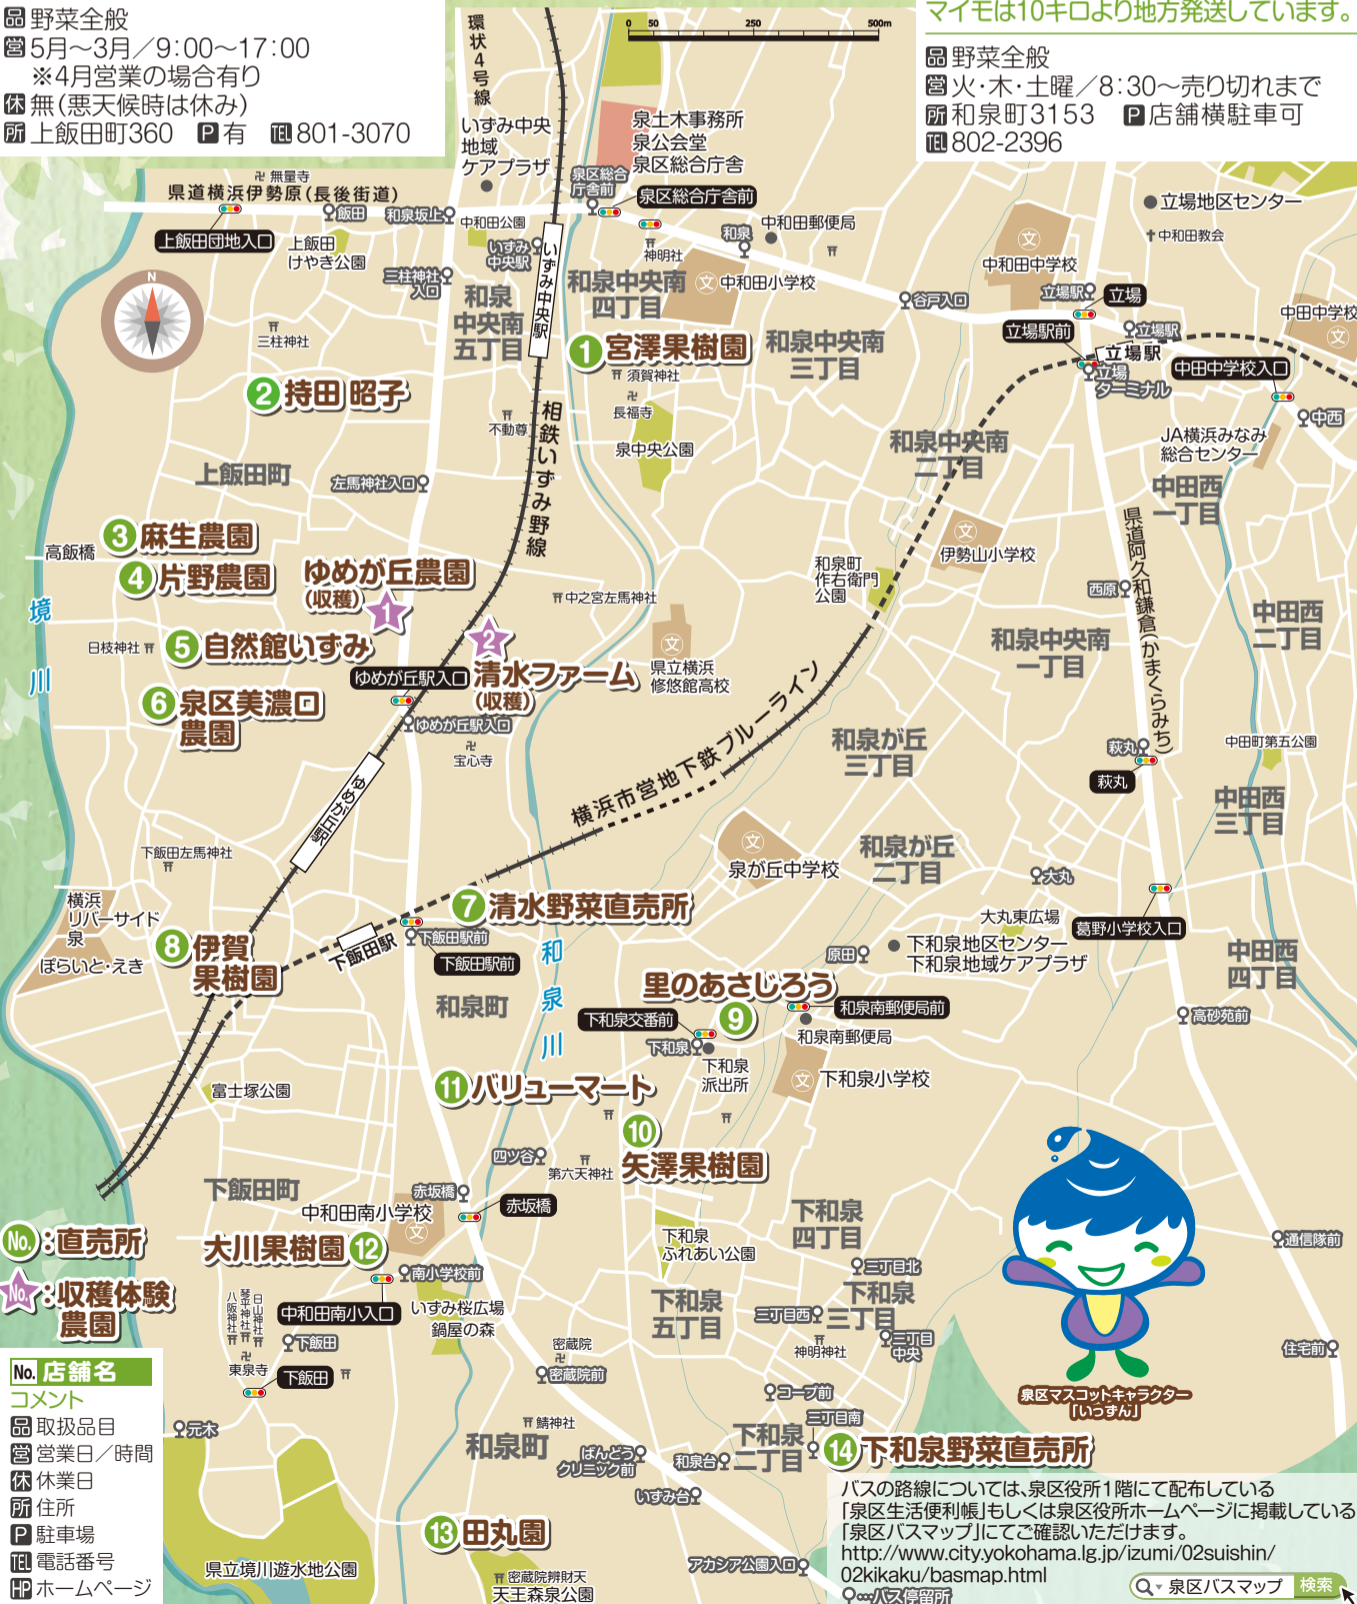 品 野菜全般
営 5月～3月／9:00～17:00
※4月営業の場合有り
休 無(悪天候時は休み)
所 上飯田町360 P 有 TEL 801-3070
マイモは10キロより地方発送しています。
品 野菜全般
営 火・木・土曜／8:30～売り切れまで
所 和泉町3153 P 店舗横駐車可
TEL 802-2396
0 50 250 500m
環状4号線
いずみ中央
地域
ケアプラザ
泉土木事務所
泉公会堂
泉区総合庁舎
泉区総合
庁舎前
泉区総合庁舎前
卍 無量寺
県道横浜伊勢原(長後街道)
飯田
和泉坂上
中和田公園
上飯田団地入口
上飯田
けやき公園
いずみ
中央駅
いずみ中央駅
三柱神社
入口
三柱神社
神明社
和泉
中和田郵便局
中和田小学校
立場地区センター
中和田教会
中和田中学校
谷戸入口
立場駅
立場
立場駅前
立場駅
立場駅
立場
ターミナル
中田中学校
中田中学校入口
中西
JA横浜みなみ
総合センター
N
和泉
中央南
五丁目
和泉中央南
四丁目
和泉中央南
三丁目
1 宮澤果樹園
須賀神社
卍
長福寺
泉中央公園
2 持田 昭子
不動尊
相鉄いずみ野線
上飯田町
左馬神社入口
和泉中央南
二丁目
中田西
一丁目
県道阿久和鎌倉(かまくらみち)
高飯橋
3 麻生農園
4 片野農園
ゆめが丘農園
(収穫)
1
境川
日枝神社
5 自然館いずみ
6 泉区美濃口
農園
中之宮左馬神社
2
清水ファーム
(収穫)
ゆめが丘駅入口
ゆめが丘駅入口
卍
宝心寺
ゆめが丘駅
県立横浜
修悠館高校
和泉町
作右衛門
公園
伊勢山小学校
西原
和泉中央南
一丁目
中田西
二丁目
横浜市営地下鉄ブルーライン
和泉が丘
三丁目
萩丸
萩丸
中田町第五公園
中田西
三丁目
下飯田左馬神社
横浜
リバーサイド
泉
ぽらいと・えき
8 伊賀
果樹園
7 清水野菜直売所
下飯田駅
下飯田駅前
下飯田駅前
泉が丘中学校
和泉が丘
二丁目
大丸
大丸東広場
葛野小学校入口
下和泉地区センター
下和泉地域ケアプラザ
原田
中田西
四丁目
高砂苑前
和泉町
和泉川
里のあさじろう
9
和泉南郵便局前
下和泉交番前
下和泉
下和泉
派出所
和泉南郵便局
下和泉小学校
富士塚公園
11 バリューマート
10
矢澤果樹園
四ツ谷
第六天神社
下飯田町
赤坂橋
赤坂橋
中和田南小学校
下和泉
ふれあい公園
下和泉
四丁目
No. :直売所
No. :収穫体験
農園
大川果樹園 12
南小学校前
中和田南小入口
いずみ桜広場
鍋屋の森
八坂神社
琴平神社
日山神社
卍
東泉寺
下飯田
下飯田
下和泉
五丁目
三丁目北
下和泉
三丁目
三丁目西
神明神社
三丁目
中央
通信隊前
住宅前
泉区マスコットキャラクター
「いっずん」
密蔵院
卍
密蔵院前
コープ前
三丁目南
No. 店舗名
コメント
品 取扱品目
営 営業日／時間
休 休業日
所 住所
P 駐車場
TEL 電話番号
HP ホームページ
元木
鯖神社
和泉町
ばんどう
クリニック前
和泉台
下和泉
二丁目
14 下和泉野菜直売所
いずみ台
13 田丸園
県立境川遊水地公園
密蔵院辨財天
天王森泉公園
アカシア公園入口
…バス停留所
バスの路線については、泉区役所1階にて配布している
「泉区生活便利帳」もしくは泉区役所ホームページに掲載している
「泉区バスマップ」にてご確認いただけます。
http://www.city.yokohama.lg.jp/izumi/02suishin/
02kikaku/basmap.html
泉区バスマップ 検索